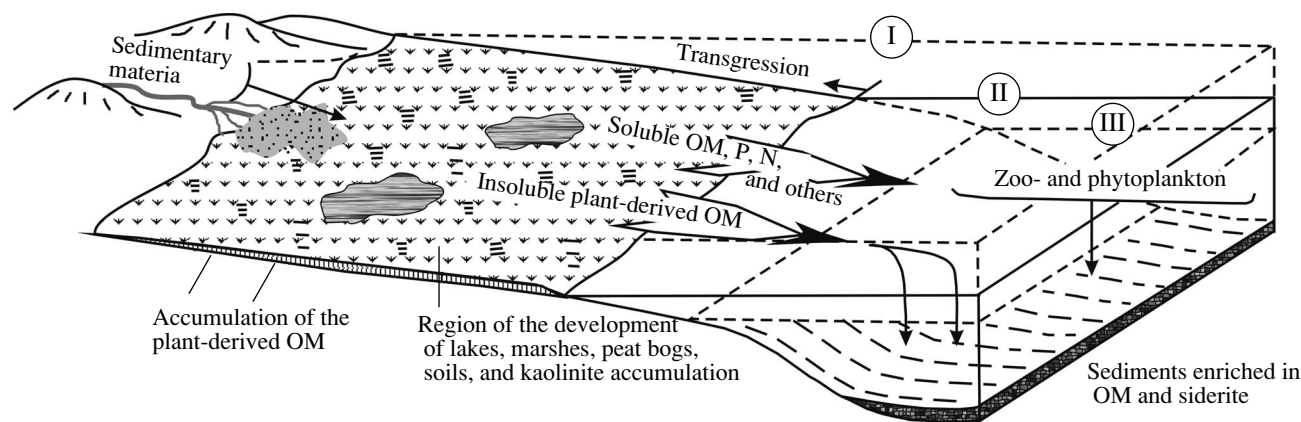 I
Sedimentary
materia
Transgression
II
III
Soluble OM, P, N,
and others
Zoo- and phytoplankton
Insoluble plant-derived OM
Accumulation of the
plant-derived OM
Region of the development
of lakes, marshes, peat bogs,
soils, and kaolinite accumulation
Sediments enriched in
OM and siderite